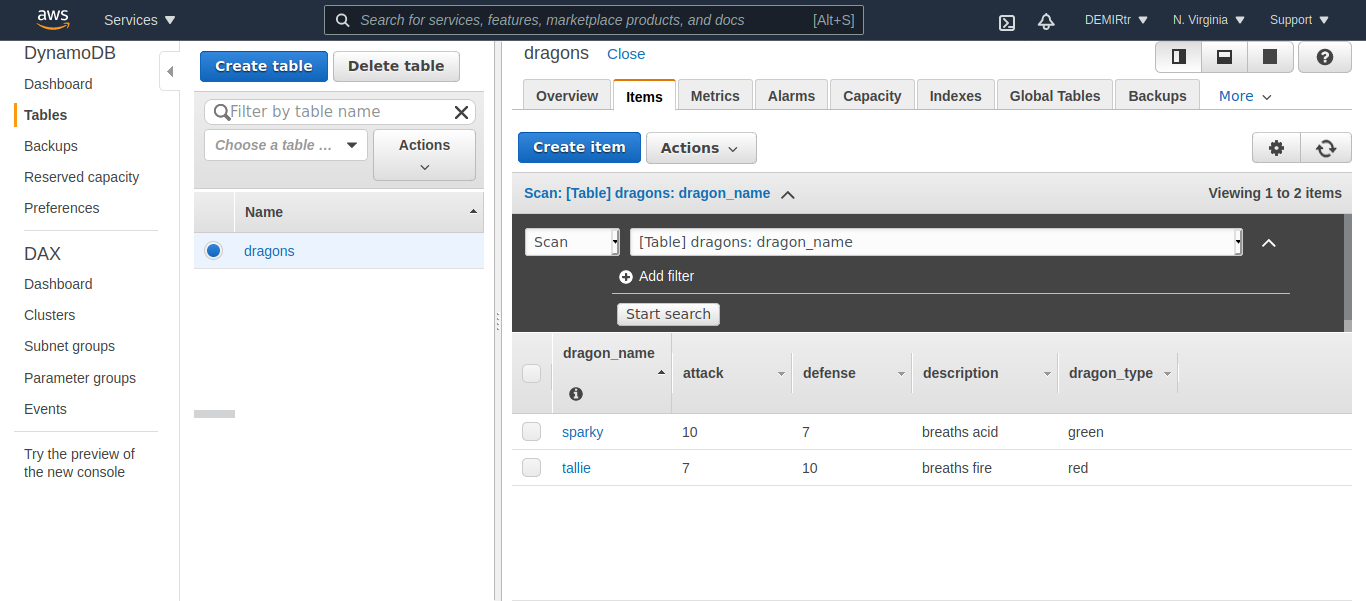 aws
Services
Search for services, features, marketplace products, and docs [Alt+S]
DEMIRtr
N. Virginia
Support
DynamoDB
Dashboard
Tables
Backups
Reserved capacity
Preferences
DAX
Dashboard
Clusters
Subnet groups
Parameter groups
Events
Try the preview of
the new console
Create table Delete table
Filter by table name
Choose a table ... Actions
Name
dragons
dragons Close
Overview Items Metrics Alarms Capacity Indexes Global Tables Backups More
Create item Actions
Scan: [Table] dragons: dragon_name Viewing 1 to 2 items
Scan [Table] dragons: dragon_name
Add filter
Start search
dragon_name attack defense description dragon_type
sparky 10 7 breaths acid green
tallie 7 10 breaths fire red